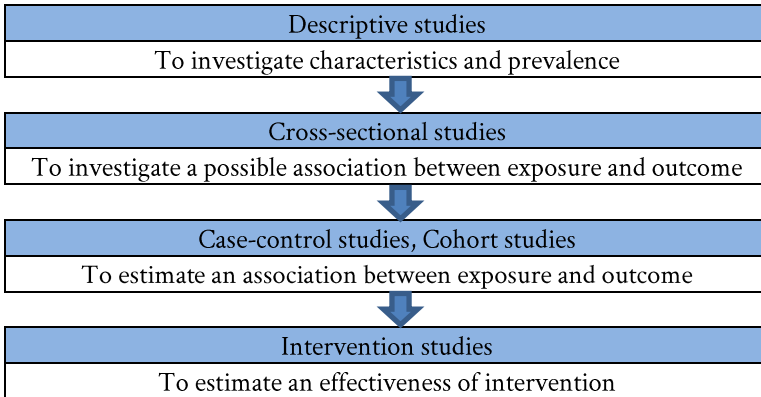 Descriptive studies
To investigate characteristics and prevalence
Cross-sectional studies
To investigate a possible association between exposure and outcome
Case-control studies, Cohort studies
To estimate an association between exposure and outcome
Intervention studies
To estimate an effectiveness of intervention